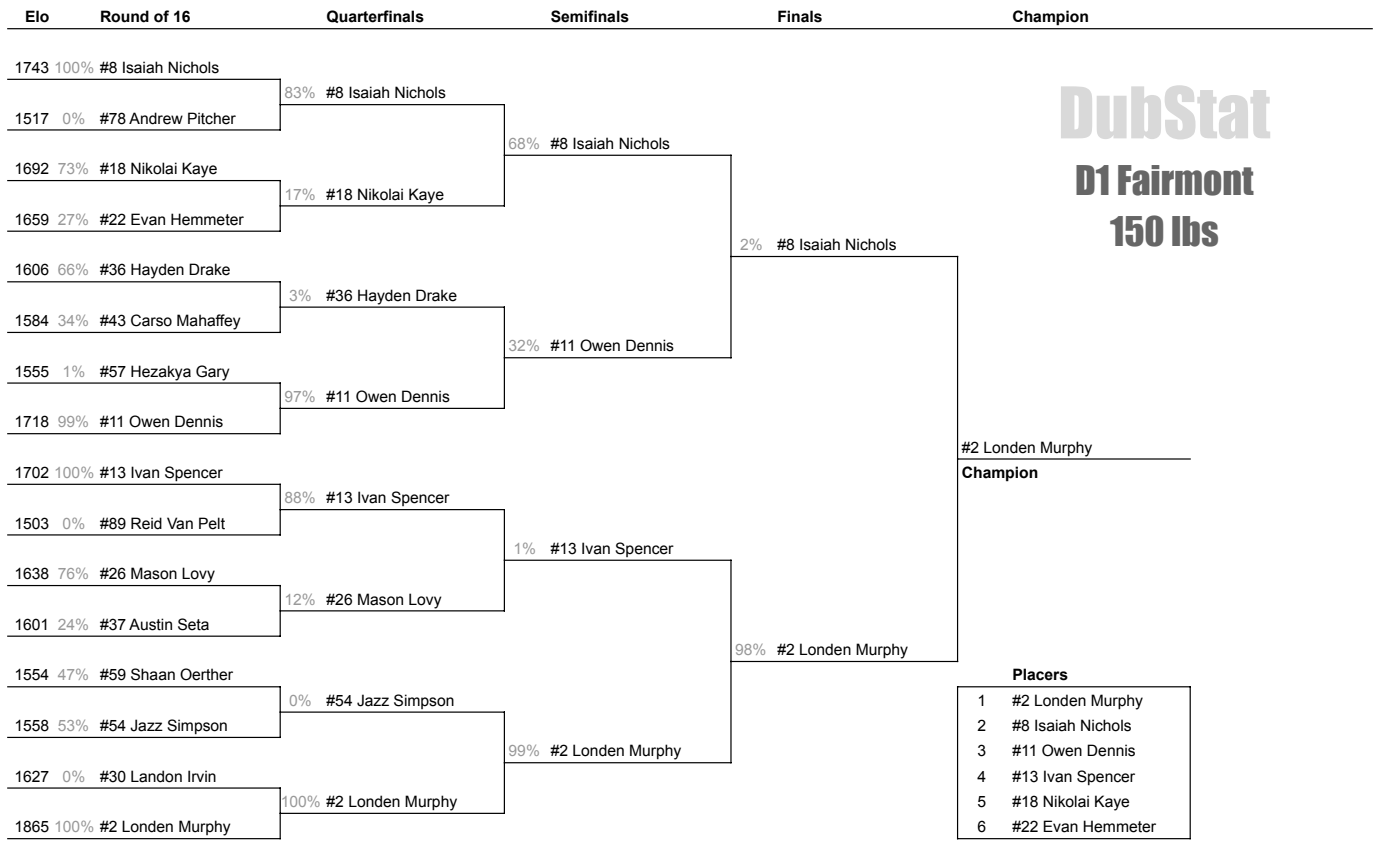 Elo Round of 16 Quarterfinals Semifinals Finals Champion
1743 100% #8 Isaiah Nichols
83% #8 Isaiah Nichols
DubStat
1517 0% #78 Andrew Pitcher
68% #8 Isaiah Nichols
1692 73% #18 Nikolai Kaye
D1 Fairmont
17% #18 Nikolai Kaye
1659 27% #22 Evan Hemmeter
150 lbs
2% #8 Isaiah Nichols
1606 66% #36 Hayden Drake
3% #36 Hayden Drake
1584 34% #43 Carso Mahaffey
32% #11 Owen Dennis
1555 1% #57 Hezakya Gary
97% #11 Owen Dennis
1718 99% #11 Owen Dennis
#2 Londen Murphy
1702 100% #13 Ivan Spencer
Champion
88% #13 Ivan Spencer
1503 0% #89 Reid Van Pelt
1% #13 Ivan Spencer
1638 76% #26 Mason Lovy
12% #26 Mason Lovy
1601 24% #37 Austin Seta
98% #2 Londen Murphy
1554 47% #59 Shaan Oerther
Placers
0% #54 Jazz Simpson
1 #2 Londen Murphy
1558 53% #54 Jazz Simpson
2 #8 Isaiah Nichols
99% #2 Londen Murphy
3 #11 Owen Dennis
1627 0% #30 Landon Irvin
4 #13 Ivan Spencer
100% #2 Londen Murphy
5 #18 Nikolai Kaye
1865 100% #2 Londen Murphy
6 #22 Evan Hemmeter